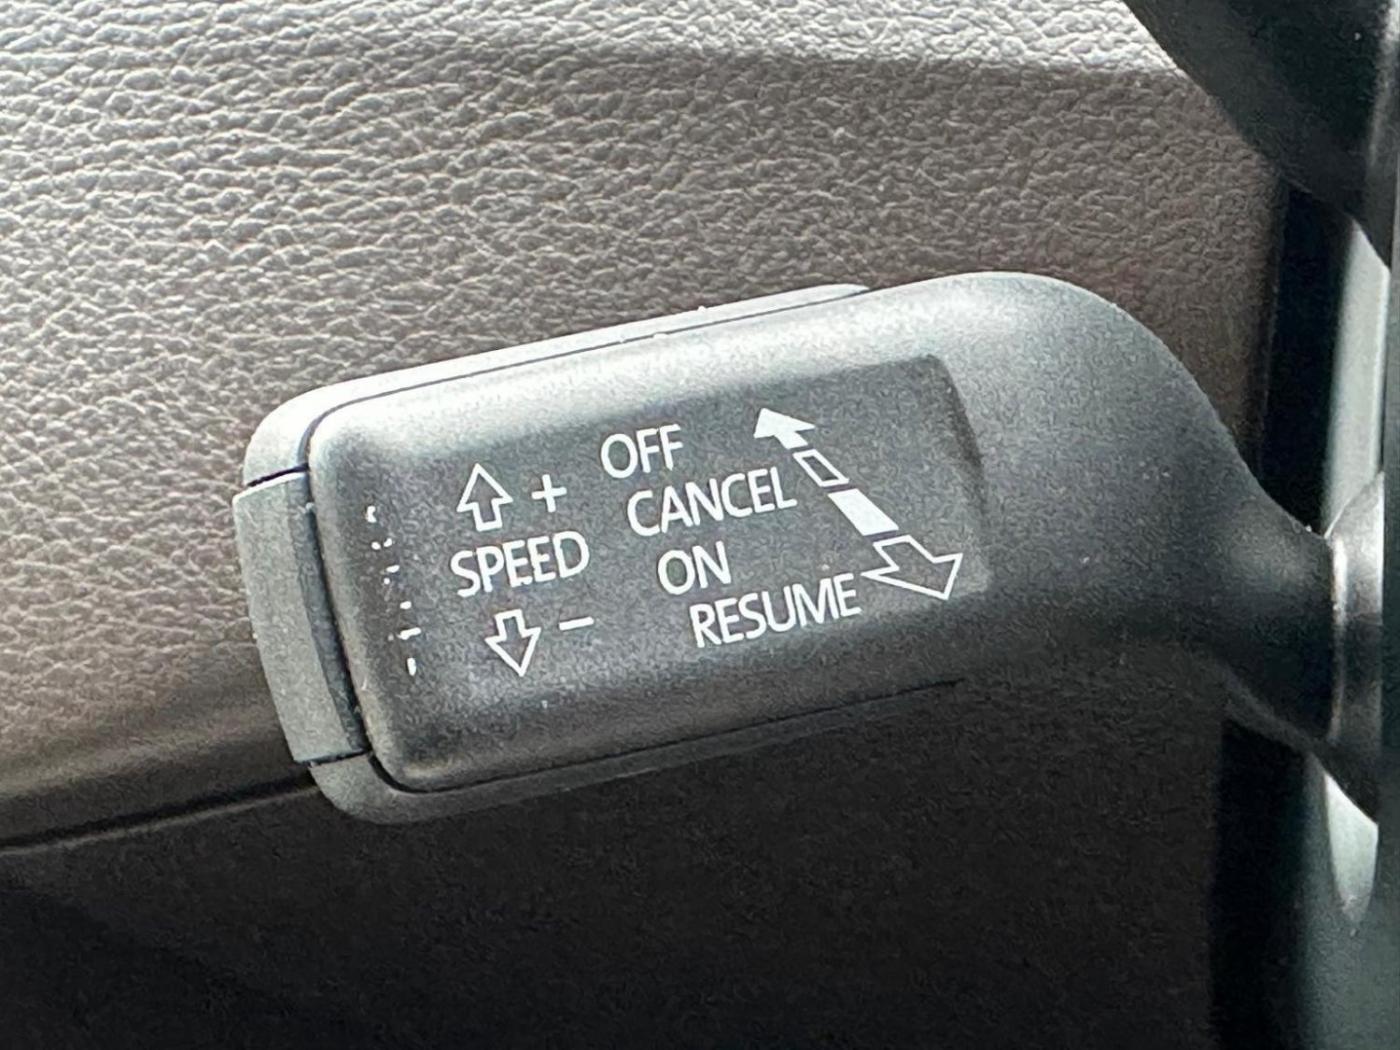 OFF
+ CANCEL
SPEED ON
− RESUME